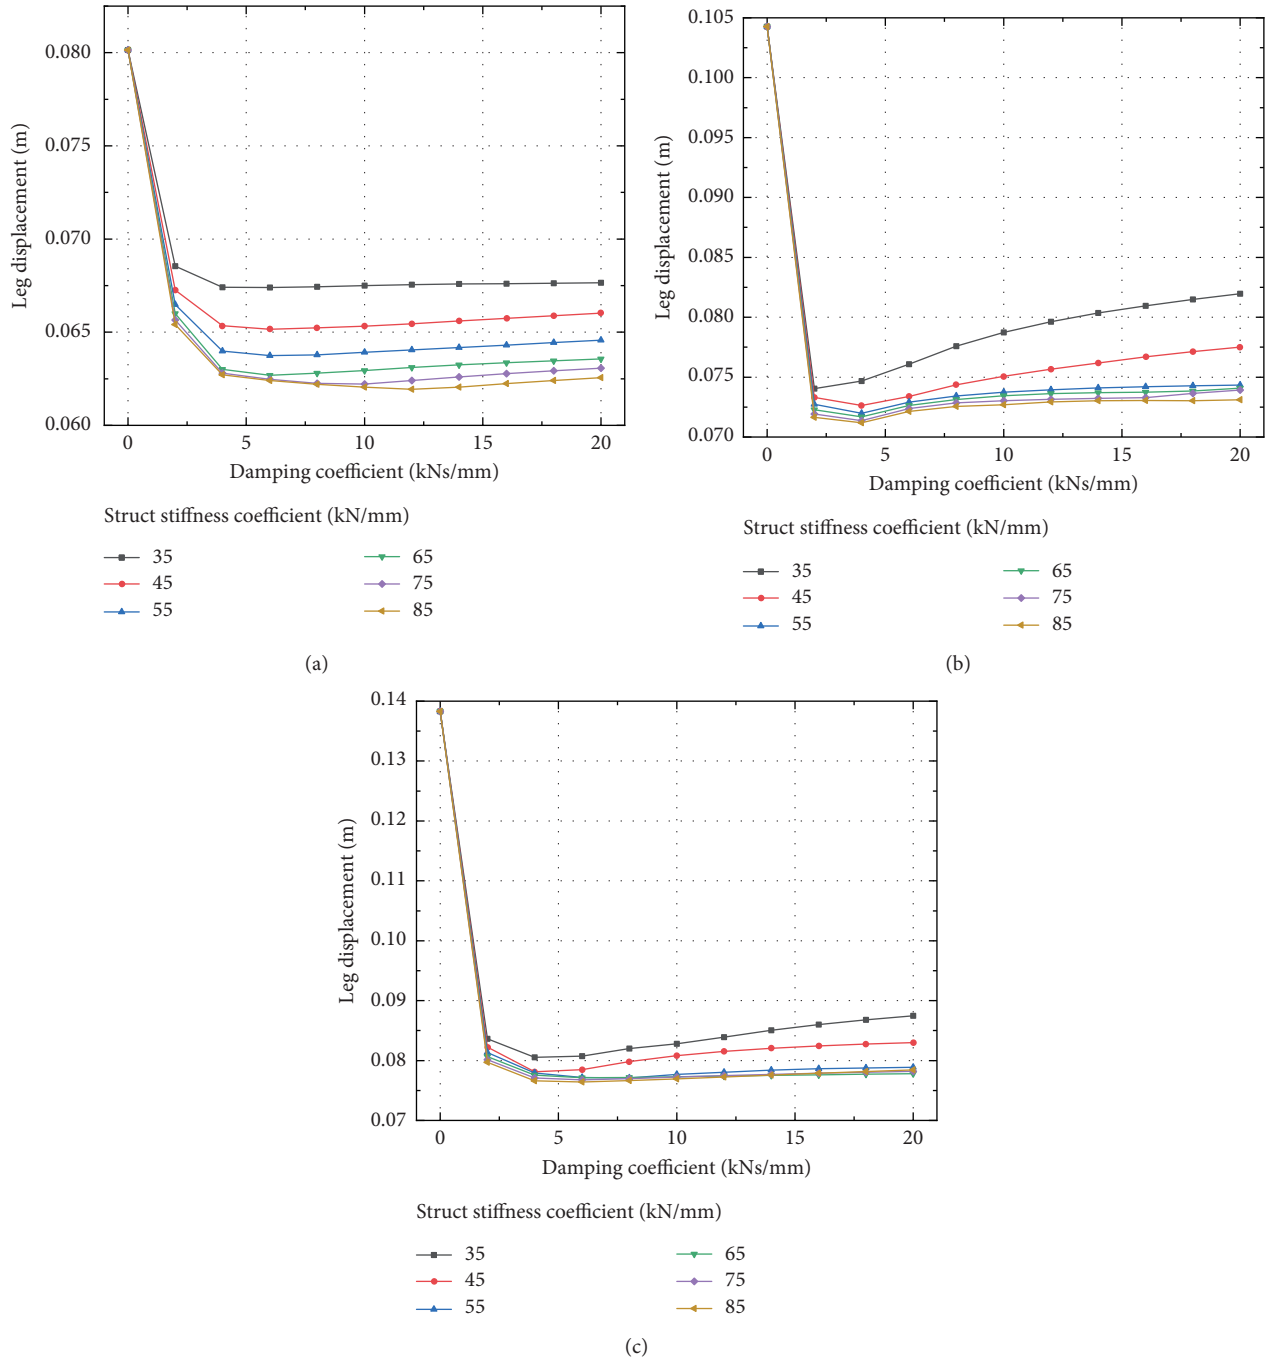 0.080
0.075
0.070
0.065
0.060
Leg displacement (m)
0 5 10 15 20
Damping coefficient (kNs/mm)
Struct stiffness coefficient (kN/mm)
35 65
45 75
55 85
(a)
0.105
0.100
0.095
0.090
0.085
0.080
0.075
0.070
Leg displacement (m)
0 5 10 15 20
Damping coefficient (kNs/mm)
Struct stiffness coefficient (kN/mm)
35 65
45 75
55 85
(b)
0.14
0.13
0.12
0.11
0.10
0.09
0.08
0.07
Leg displacement (m)
0 5 10 15 20
Damping coefficient (kNs/mm)
Struct stiffness coefficient (kN/mm)
35 65
45 75
55 85
(c)